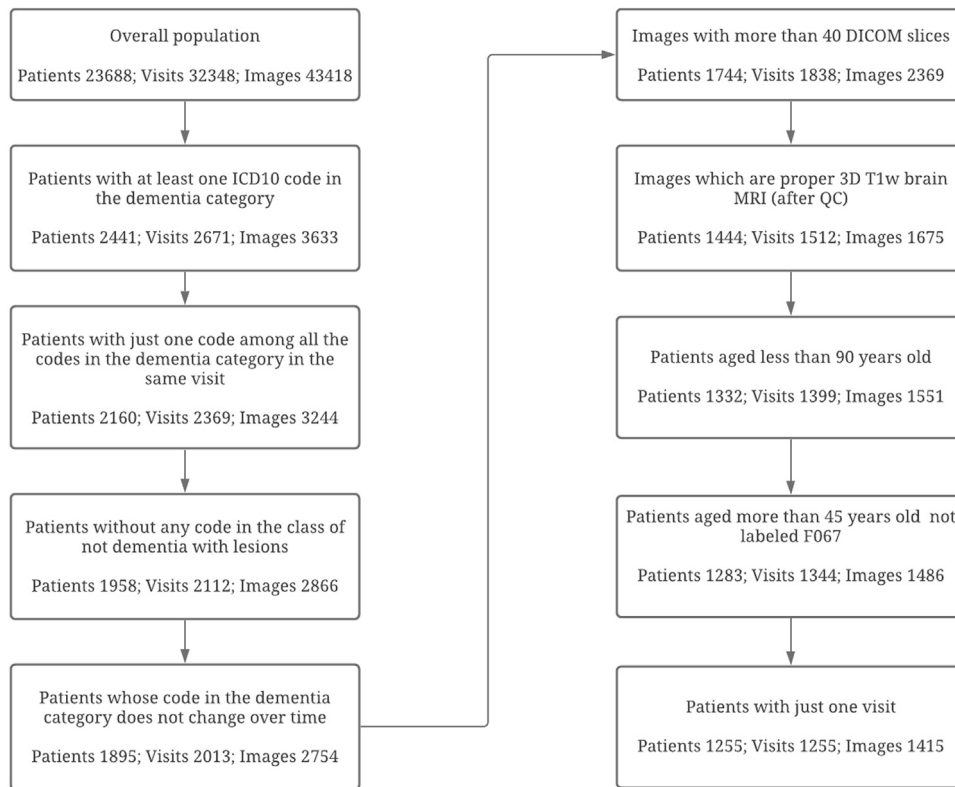 Overall population
Patients 23688; Visits 32348; Images 43418
Patients with at least one ICD10 code in
the dementia category
Patients 2441; Visits 2671; Images 3633
Patients with just one code among all the
codes in the dementia category in the
same visit
Patients 2160; Visits 2369; Images 3244
Patients without any code in the class of
not dementia with lesions
Patients 1958; Visits 2112; Images 2866
Patients whose code in the dementia
category does not change over time
Patients 1895; Visits 2013; Images 2754
Images with more than 40 DICOM slices
Patients 1744; Visits 1838; Images 2369
Images which are proper 3D T1w brain
MRI (after QC)
Patients 1444; Visits 1512; Images 1675
Patients aged less than 90 years old
Patients 1332; Visits 1399; Images 1551
Patients aged more than 45 years old not
labeled F067
Patients 1283; Visits 1344; Images 1486
Patients with just one visit
Patients 1255; Visits 1255; Images 1415